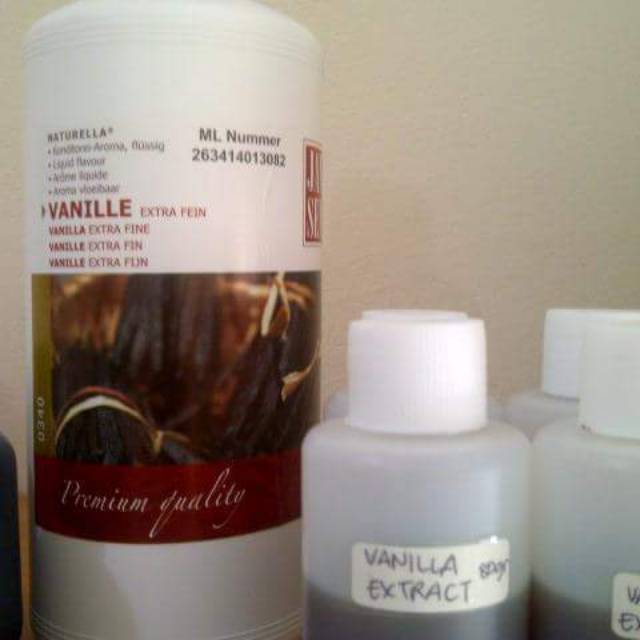 NATURELLA®
• Konditorei-Aroma, flüssig
• Liquid flavour
• Arôme liquide
• Aroma vloeibaar
VANILLE EXTRA FEIN
VANILLA EXTRA FINE
VANILLE EXTRA FIN
VANILLE EXTRA FIJN
ML Nummer
263414013082
0340
Premium quality
VANILLA
EXTRACT